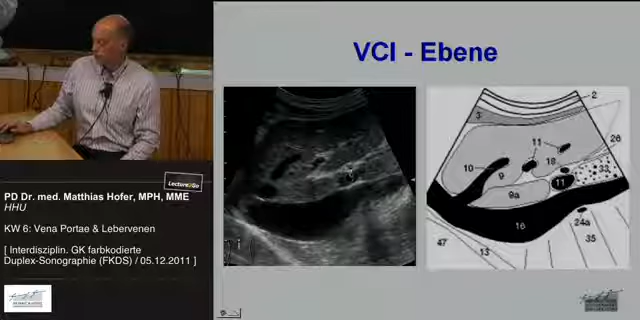 VCI - Ebene
2
3
11
26
10
18
9
11
9a
16
24a
47
13
35
Lecture2Go
PD Dr. med. Matthias Hofer, MPH, MME
HHU
KW 6: Vena Portae & Lebervenen
[ Interdisziplin. GK farbkodierte
Duplex-Sonographie (FKDS) / 05.12.2011 ]